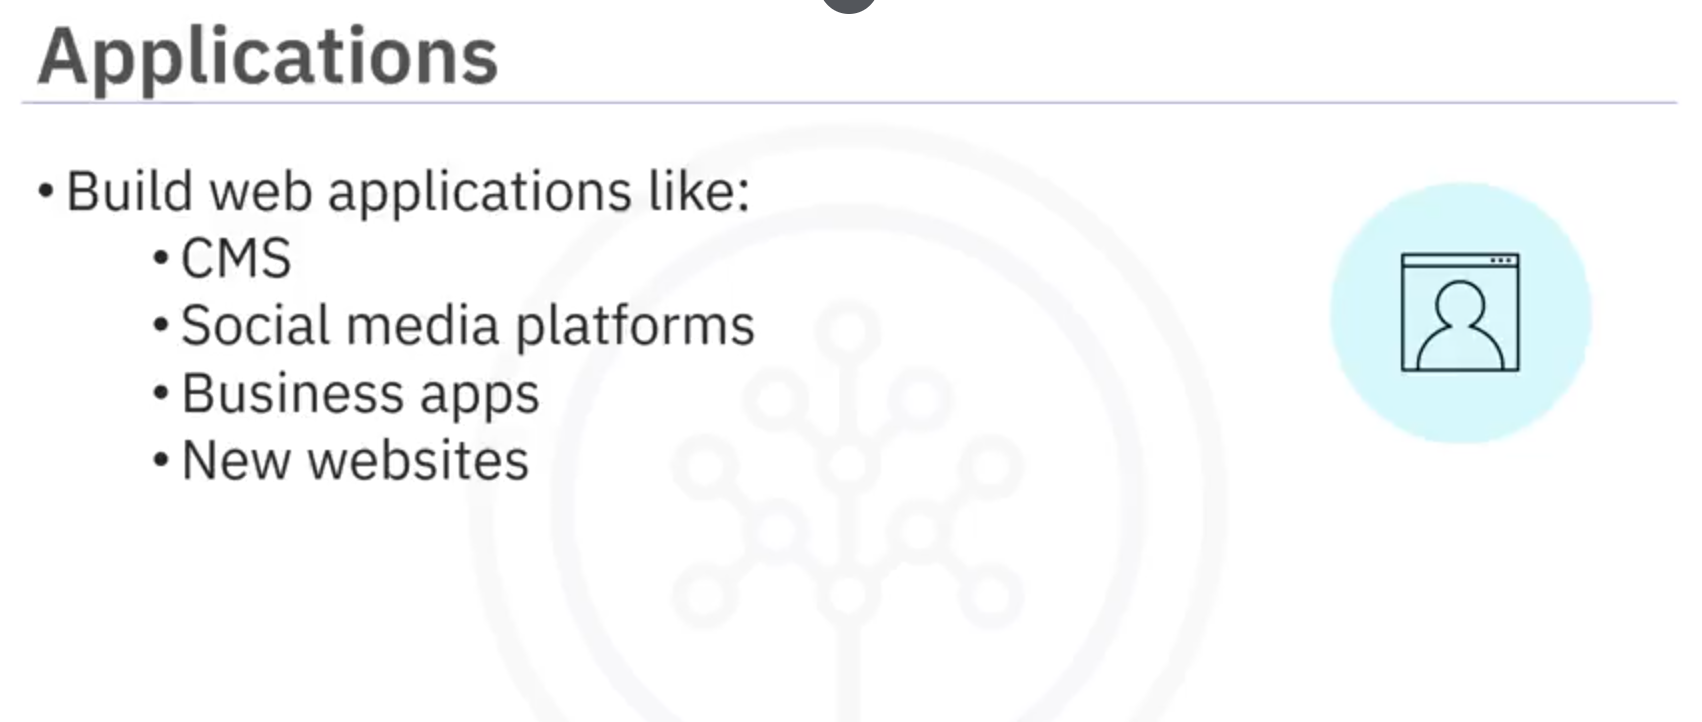 Applications
• Build web applications like:
• CMS
• Social media platforms
• Business apps
• New websites